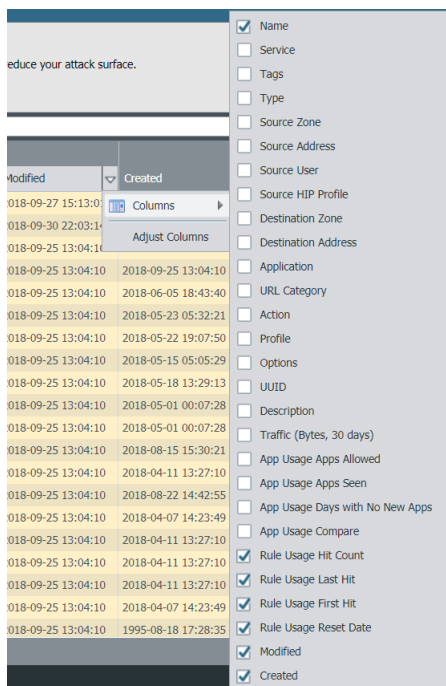 reduce your attack surface.
Modified
Created
2018-09-27 15:13:01
2018-09-30 22:03:14
2018-09-25 13:04:10
Columns
Adjust Columns
2018-09-25 13:04:10 2018-09-25 13:04:10
2018-09-25 13:04:10 2018-06-05 18:43:40
2018-09-25 13:04:10 2018-05-23 05:32:21
2018-09-25 13:04:10 2018-05-22 19:07:50
2018-09-25 13:04:10 2018-05-15 05:05:29
2018-09-25 13:04:10 2018-05-18 13:29:13
2018-09-25 13:04:10 2018-05-01 00:07:28
2018-09-25 13:04:10 2018-05-01 00:07:28
2018-09-25 13:04:10 2018-08-15 15:30:21
2018-09-25 13:04:10 2018-04-11 13:27:10
2018-09-25 13:04:10 2018-08-22 14:42:55
2018-09-25 13:04:10 2018-04-07 14:23:49
2018-09-25 13:04:10 2018-04-11 13:27:10
2018-09-25 13:04:10 2018-04-11 13:27:10
2018-09-25 13:04:10 2018-04-11 13:27:10
2018-09-25 13:04:10 2018-04-07 14:23:49
2018-09-25 13:04:10 1995-08-18 17:28:35
Name
Service
Tags
Type
Source Zone
Source Address
Source User
Source HIP Profile
Destination Zone
Destination Address
Application
URL Category
Action
Profile
Options
UUID
Description
Traffic (Bytes, 30 days)
App Usage Apps Allowed
App Usage Apps Seen
App Usage Days with No New Apps
App Usage Compare
Rule Usage Hit Count
Rule Usage Last Hit
Rule Usage First Hit
Rule Usage Reset Date
Modified
Created